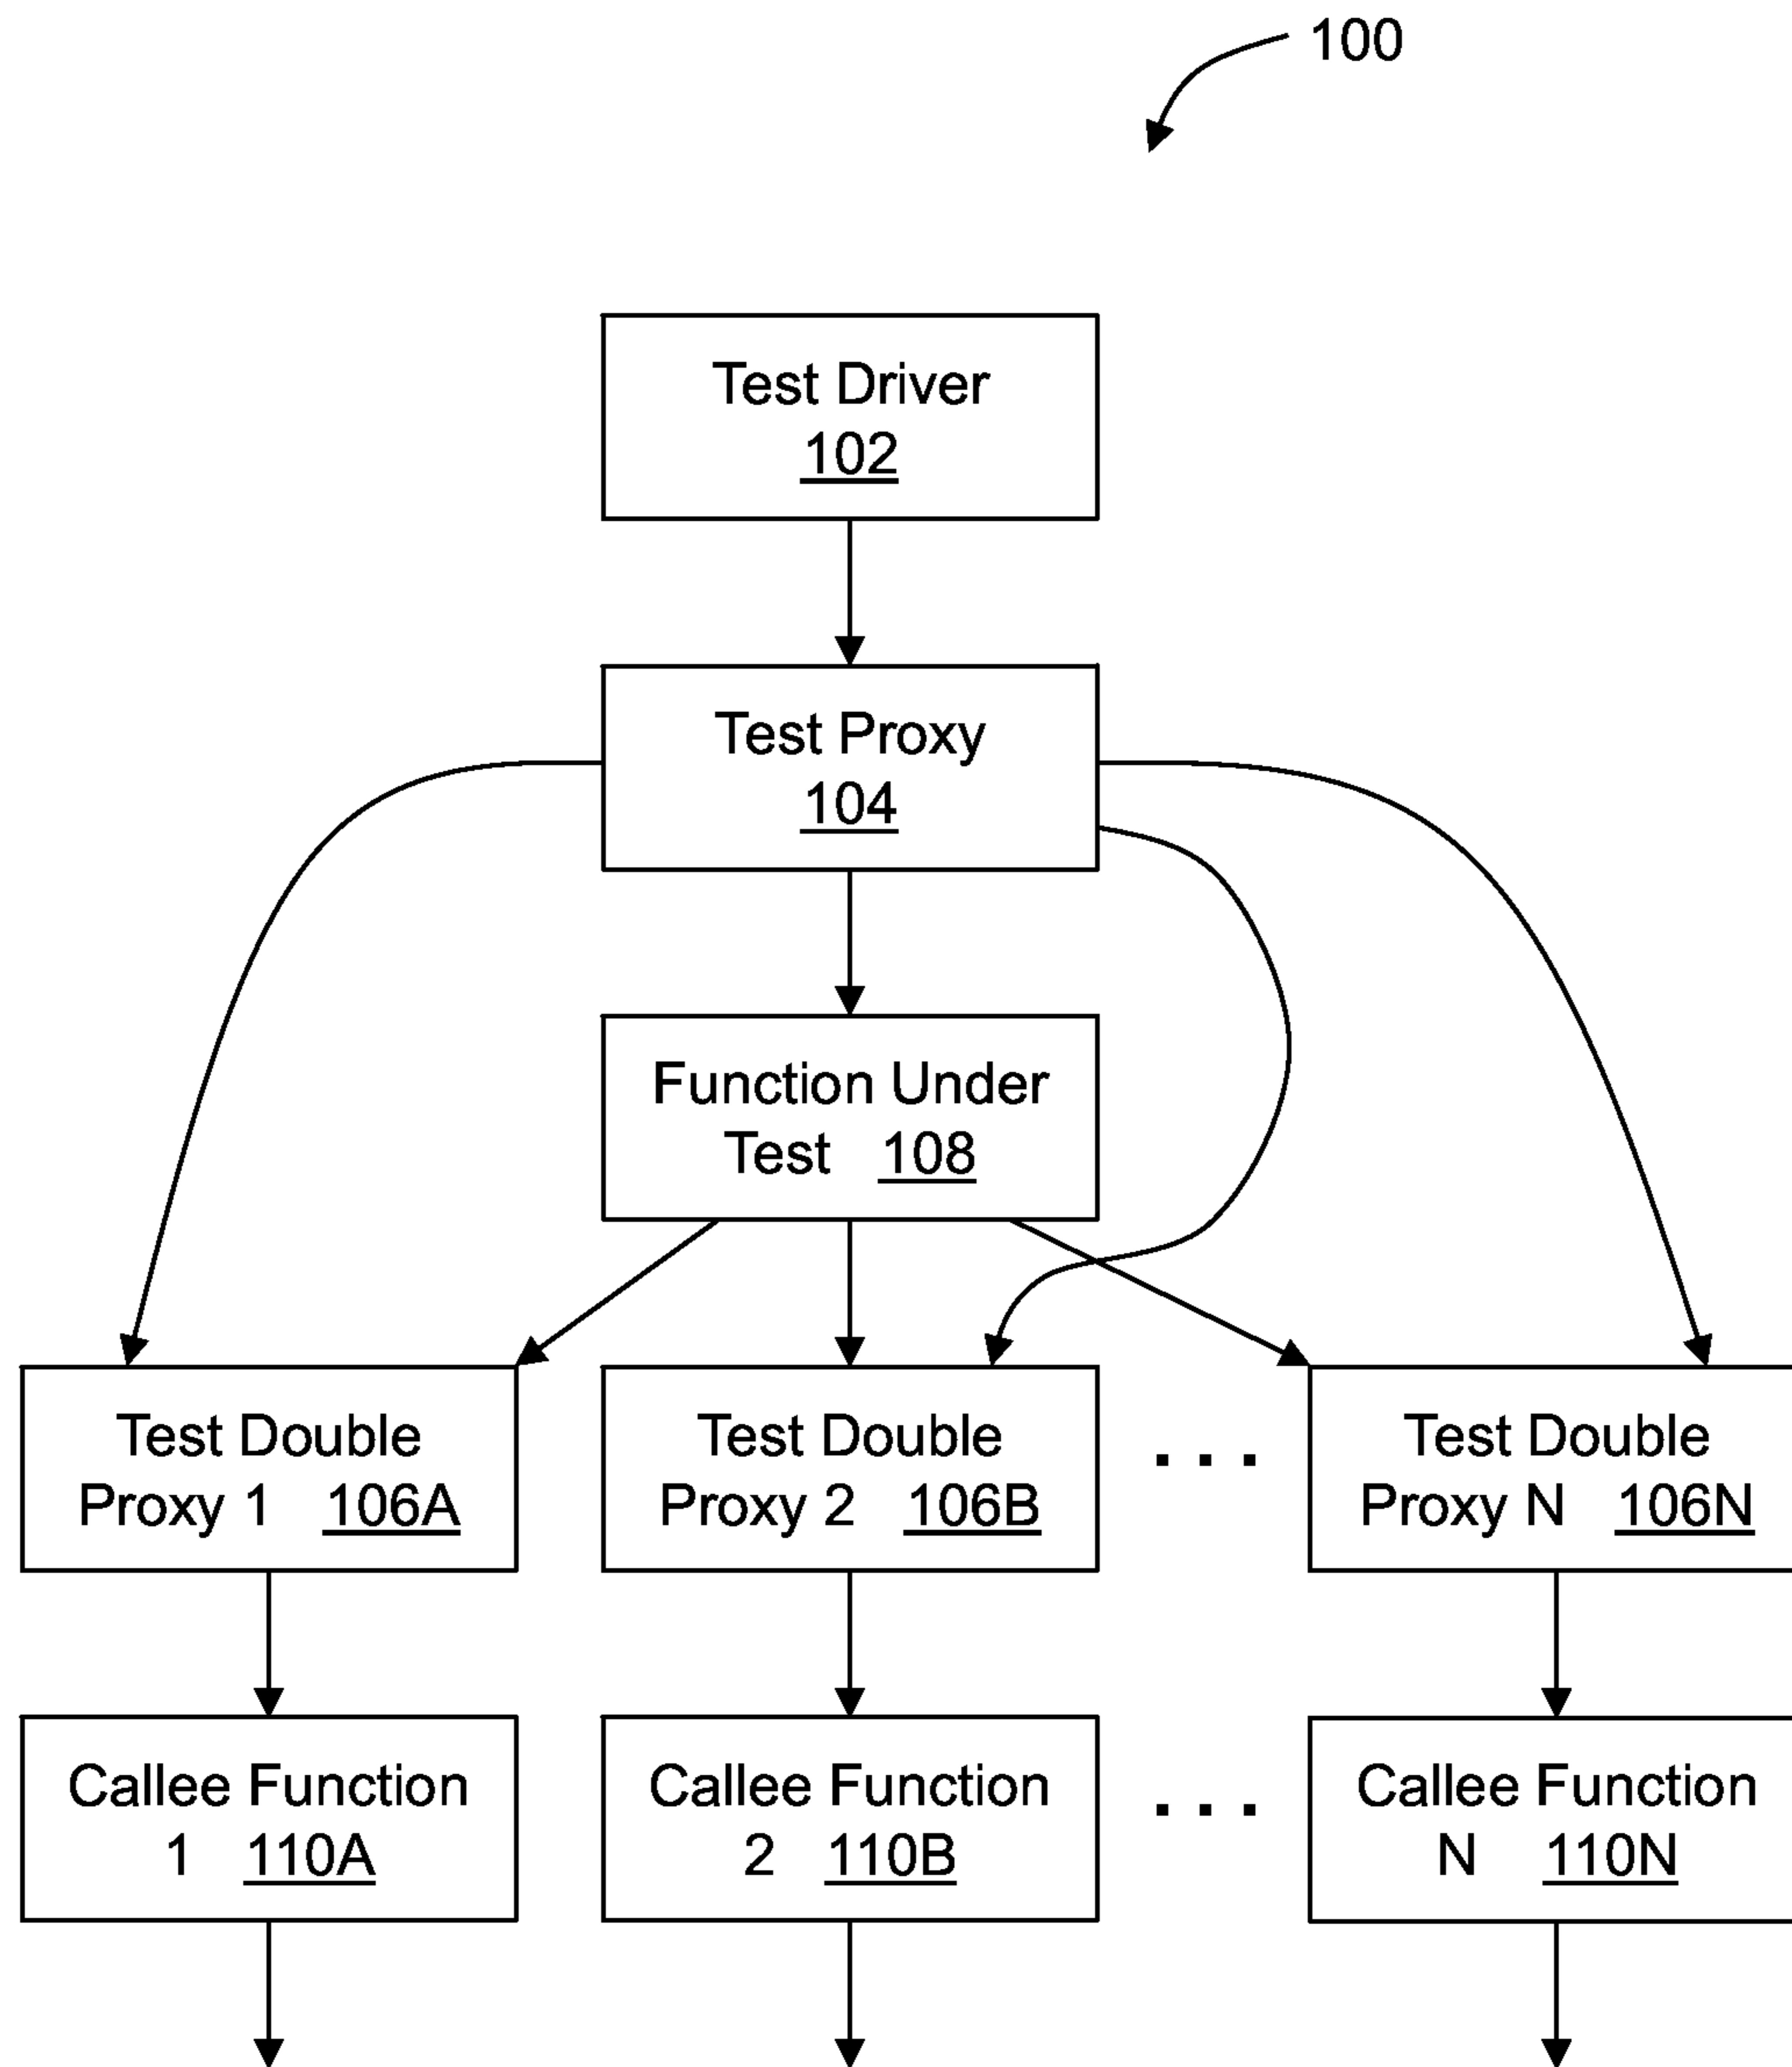 100
Test Driver
102
Test Proxy
104
Function Under
Test 108
Test Double
Proxy 1 106A
Test Double
Proxy 2 106B
. . .
Test Double
Proxy N 106N
Callee Function
1 110A
Callee Function
2 110B
. . .
Callee Function
N 110N